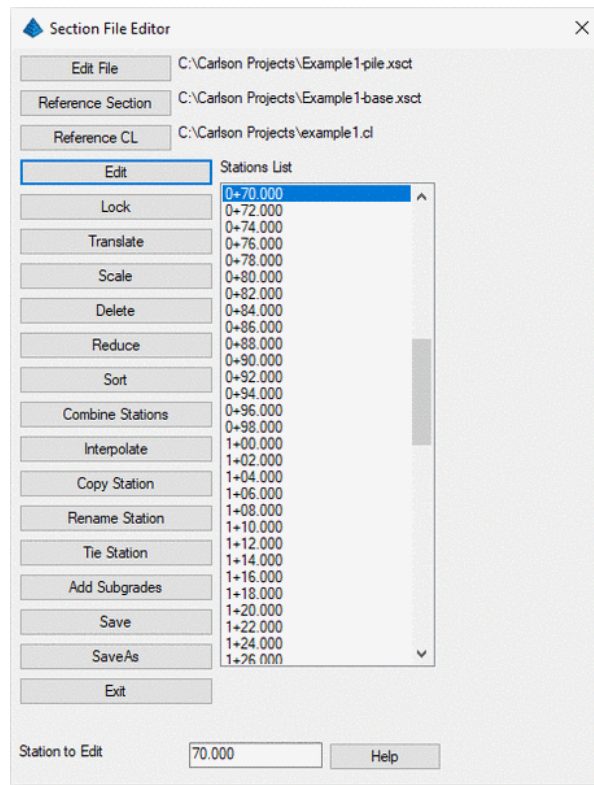 Section File Editor
Edit File C:\Carlson Projects\Example1-pile.xsct
Reference Section C:\Carlson Projects\Example1-base.xsct
Reference CL C:\Carlson Projects\example1.cl
Edit
Lock
Translate
Scale
Delete
Reduce
Sort
Combine Stations
Interpolate
Copy Station
Rename Station
Tie Station
Add Subgrades
Save
SaveAs
Exit
Stations List
0+70.000
0+72.000
0+74.000
0+76.000
0+78.000
0+80.000
0+82.000
0+84.000
0+86.000
0+88.000
0+90.000
0+92.000
0+94.000
0+96.000
0+98.000
1+00.000
1+02.000
1+04.000
1+06.000
1+08.000
1+10.000
1+12.000
1+14.000
1+16.000
1+18.000
1+20.000
1+22.000
1+24.000
1+26.000
Station to Edit 70.000 Help